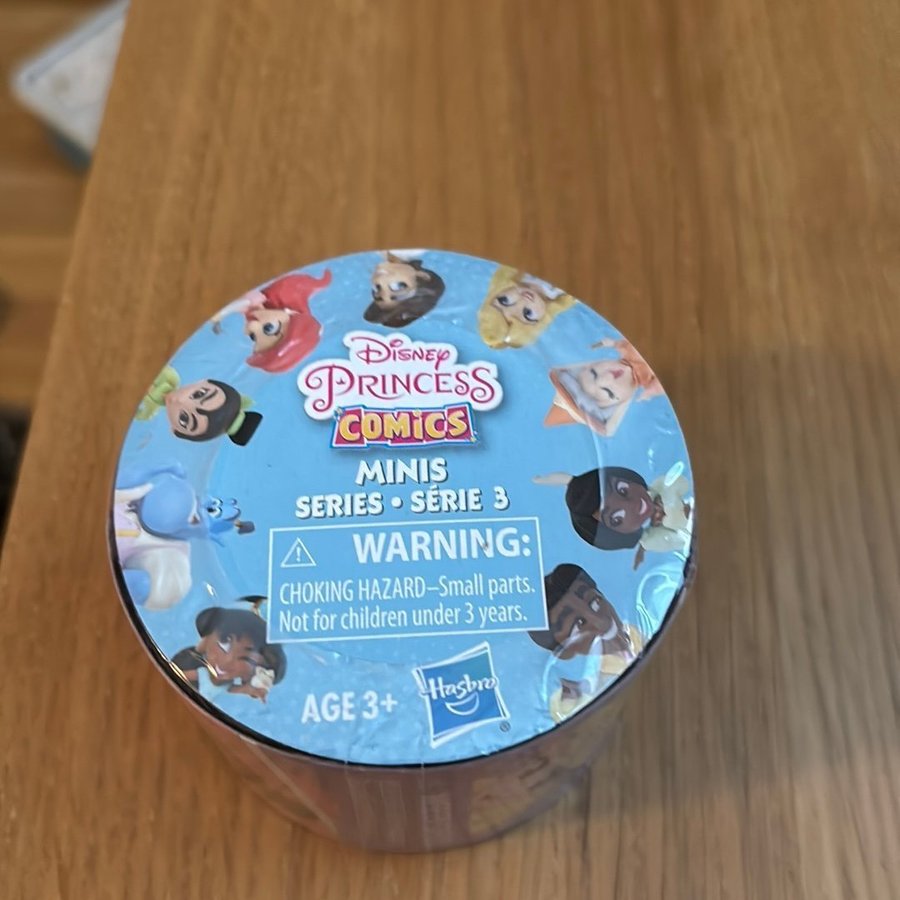 Disney
PRINCESS
COMICS
MINIS
SERIES • SÉRIE 3
WARNING:
CHOKING HAZARD–Small parts.
Not for children under 3 years.
AGE 3+
Hasbro
®